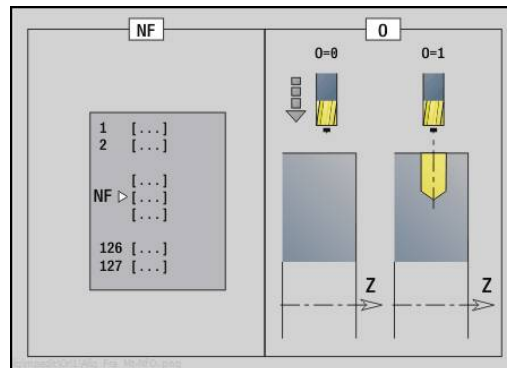 NF
1 [...]
2 [...]
[...]
NF [...]
[...]
126 [...]
127 [...]
O
O=0 O=1
Z Z